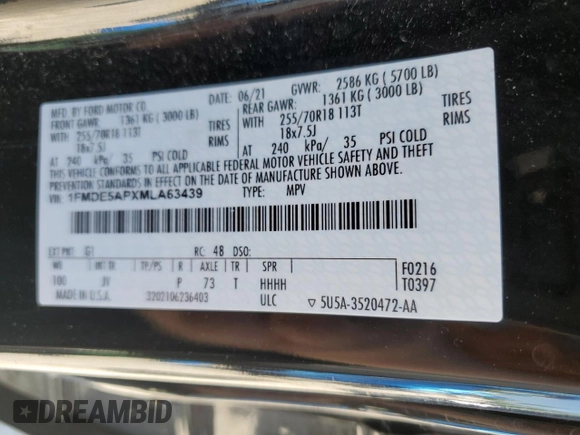 MFD. BY FORD MOTOR CO.
DATE: 06/21 GVWR: 2586 KG ( 5700 LB)
FRONT GAWR: 1361 KG ( 3000 LB) REAR GAWR: 1361 KG ( 3000 LB)
WITH 255/70R18 113T TIRES WITH 255/70R18 113T TIRES
18x7.5J RIMS 18x7.5J RIMS
AT 240 kPa/ 35 PSI COLD AT 240 kPa/ 35 PSI COLD
THIS VEHICLE CONFORMS TO ALL APPLICABLE FEDERAL MOTOR VEHICLE SAFETY AND THEFT
PREVENTION STANDARDS IN EFFECT ON THE DATE OF MANUFACTURE SHOWN ABOVE.
VIN: 1FMDE5APXMLA63439 TYPE: MPV
EXT PNT: G1 RC: 48 DSO:
WB INT TR TP/PS R AXLE TR SPR F0216
100 P 73 T HHHH T0397
MADE IN U.S.A. 3202106236403 ULC ▽ 5U5A-3520472-AA
DREAMBID